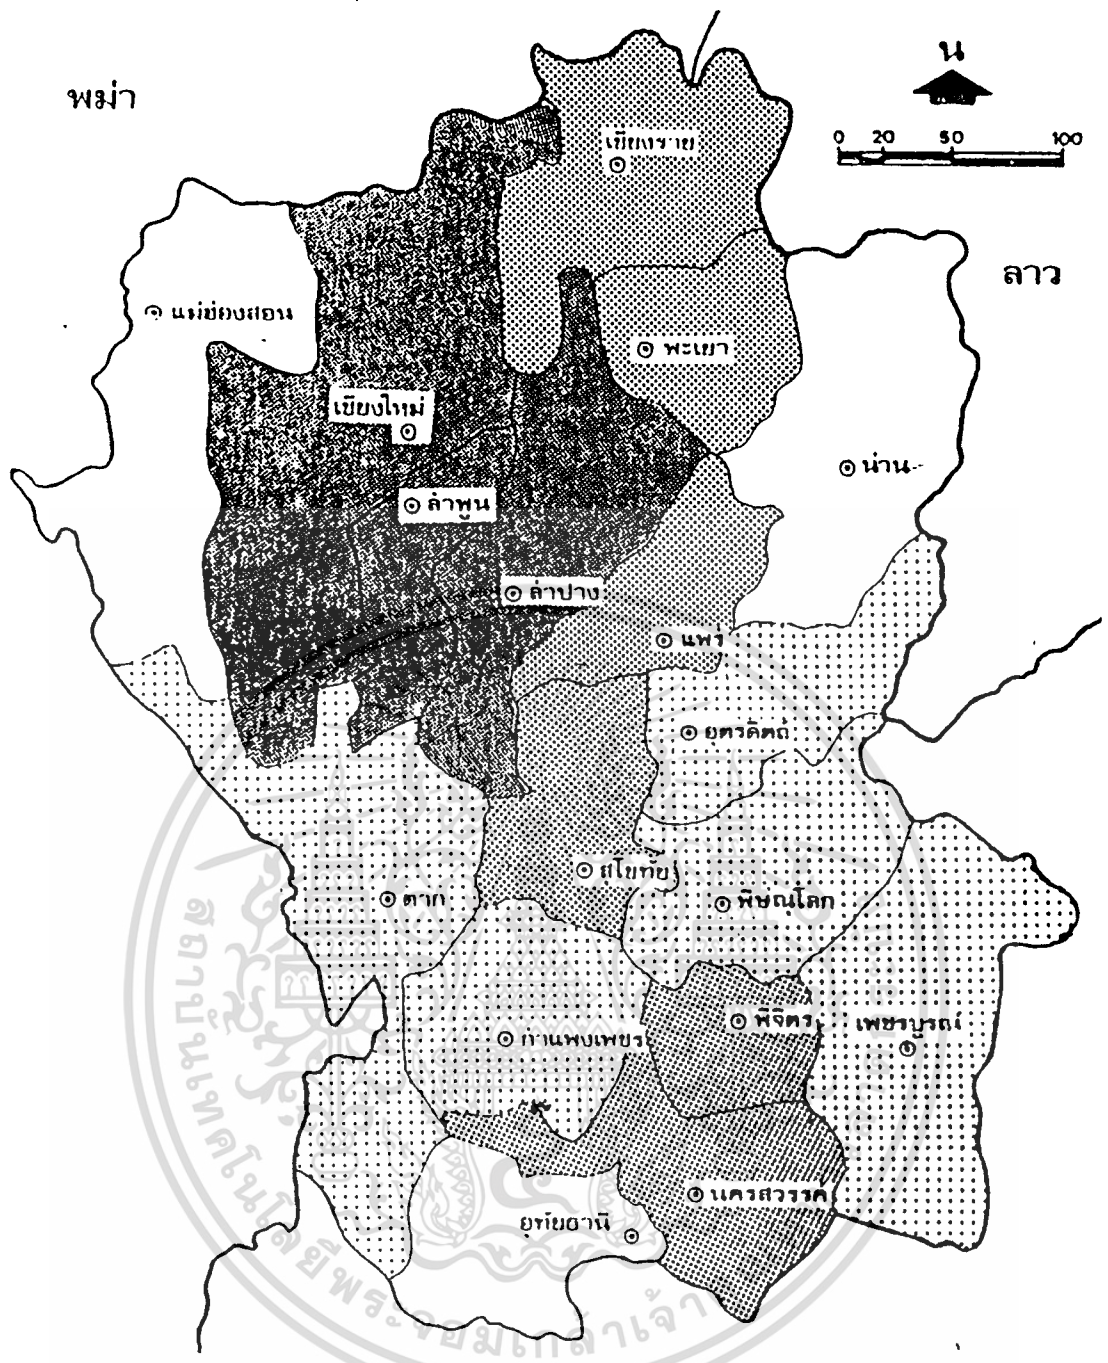 พม่า
น
0 20 50 100
เชียงราย
ลาว
แม่ฮ่องสอน
พะเยา
เชียงใหม่
น่าน
ลำพูน
ลำปาง
แพร่
อุตรดิตถ์
สุโขทัย
ตาก
พิษณุโลก
พิจิตร
เพชรบูรณ์
กำแพงเพชร
นครสวรรค์
อุทัยธานี